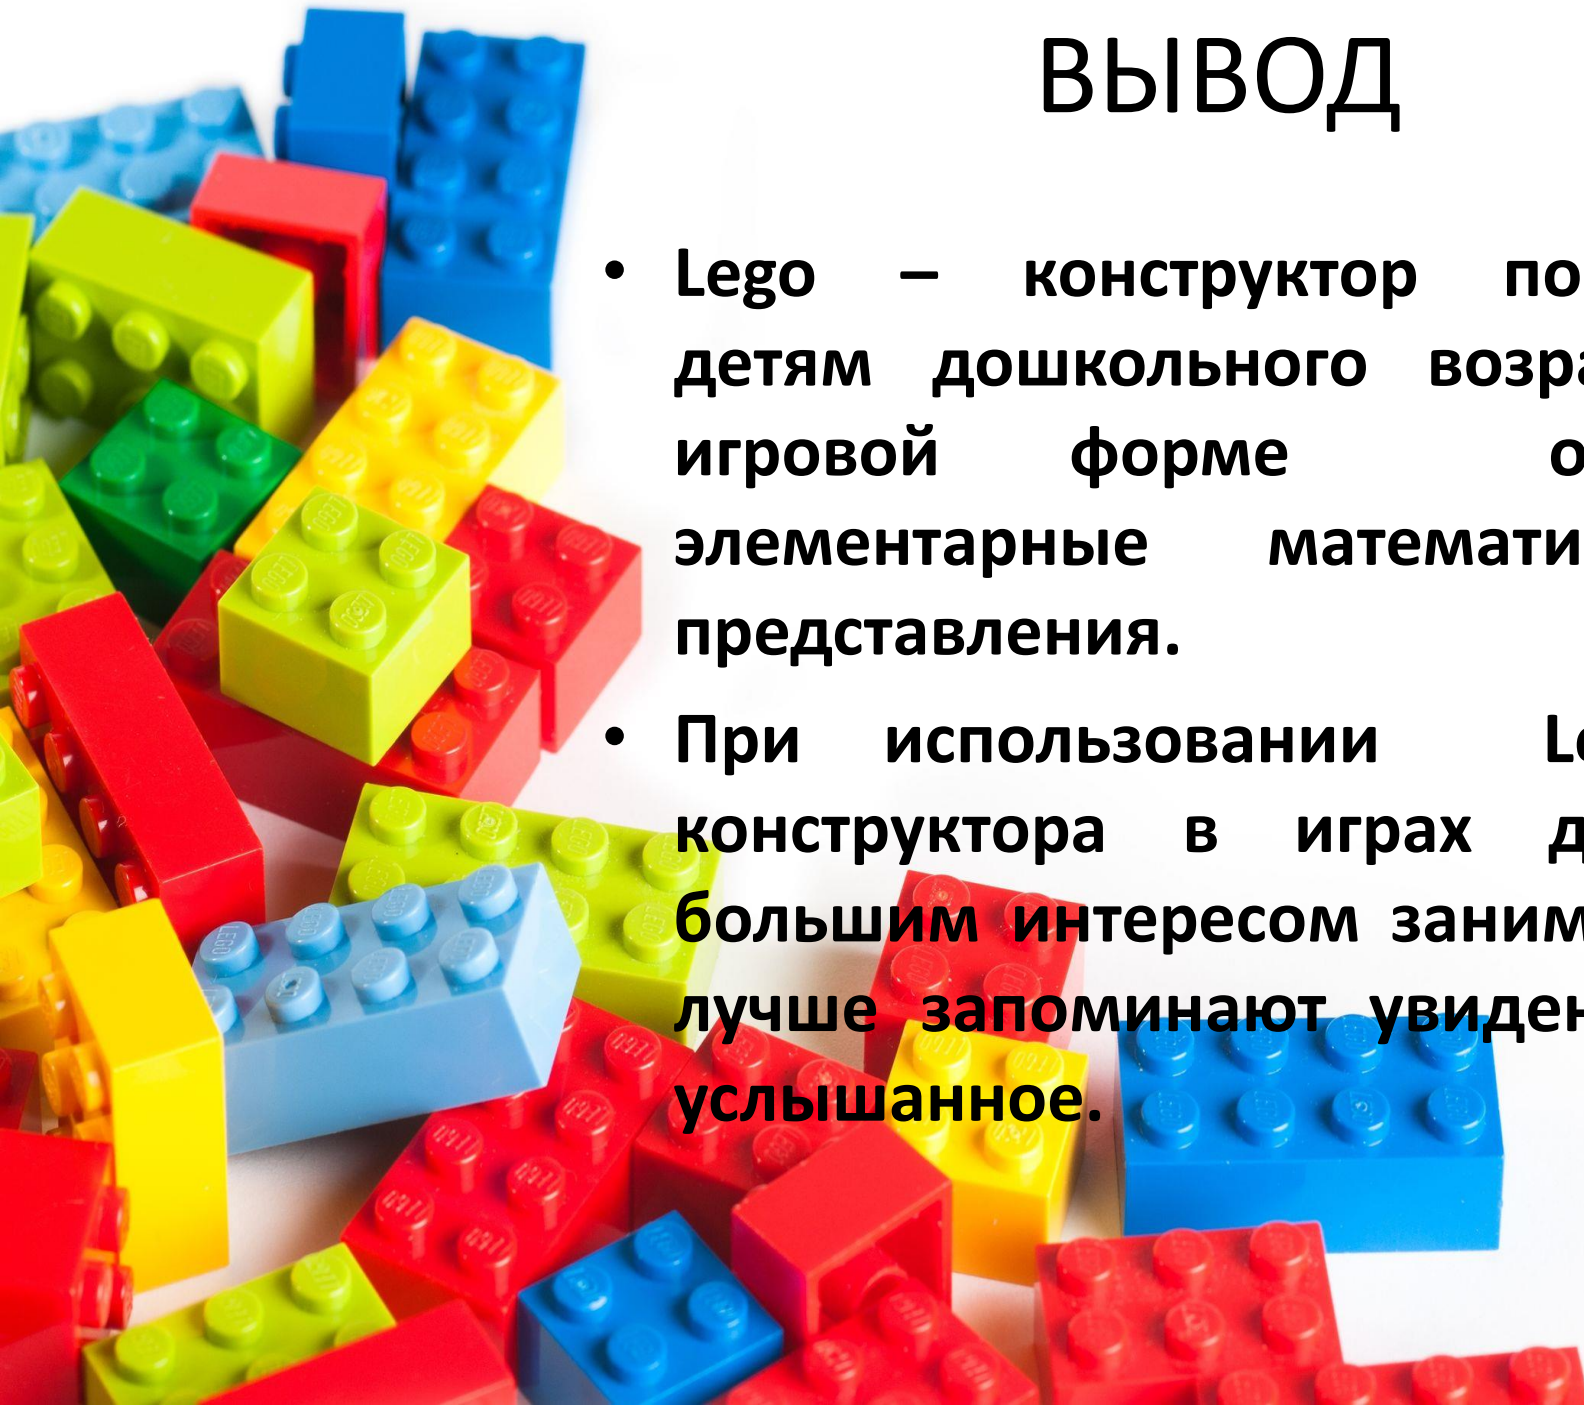 ВЫВОД
• Lego – конструктор по
детям дошкольного возра
игровой форме о
элементарные математи
представления.
• При использовании Le
конструктора в играх д
большим интересом заним
лучше запоминают увиден
услышанное.